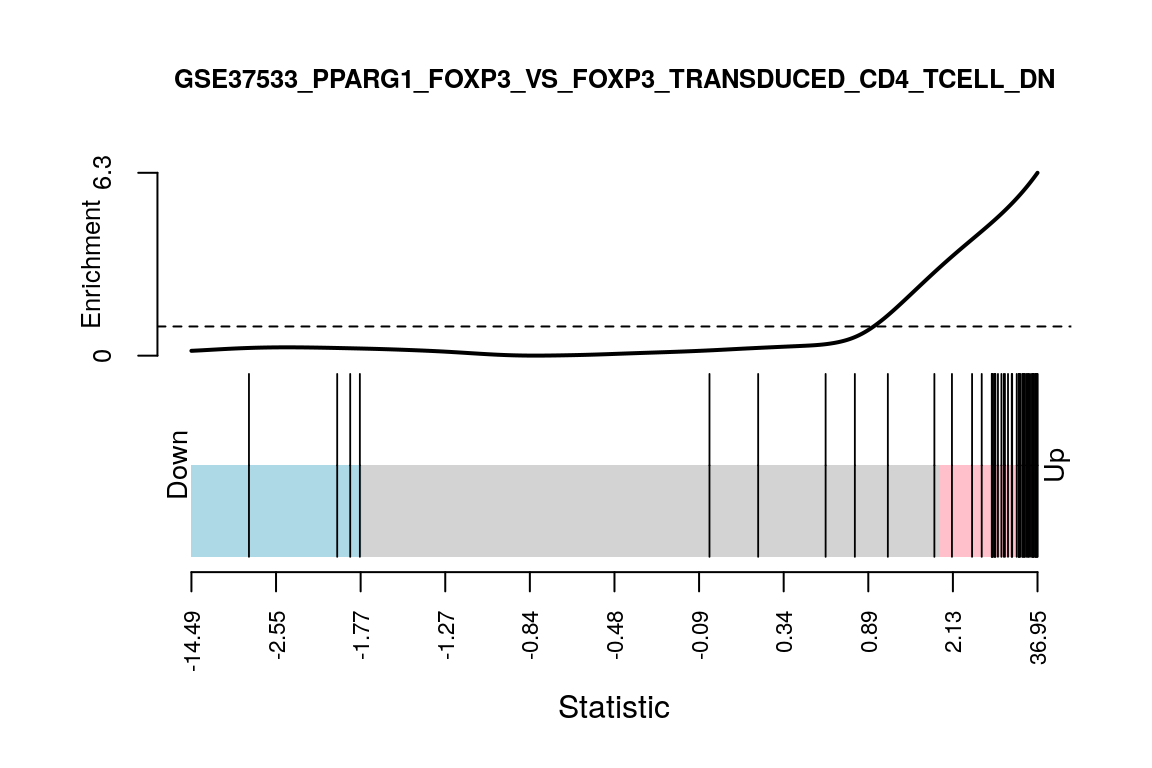 GSE37533_PPARG1_FOXP3_VS_FOXP3_TRANSDUCED_CD4_TCELL_DN
6.3
Enrichment
0
Down
Up
-14.49
-2.55
-1.77
-1.27
-0.84
-0.48
-0.09
0.34
0.89
2.13
36.95
Statistic